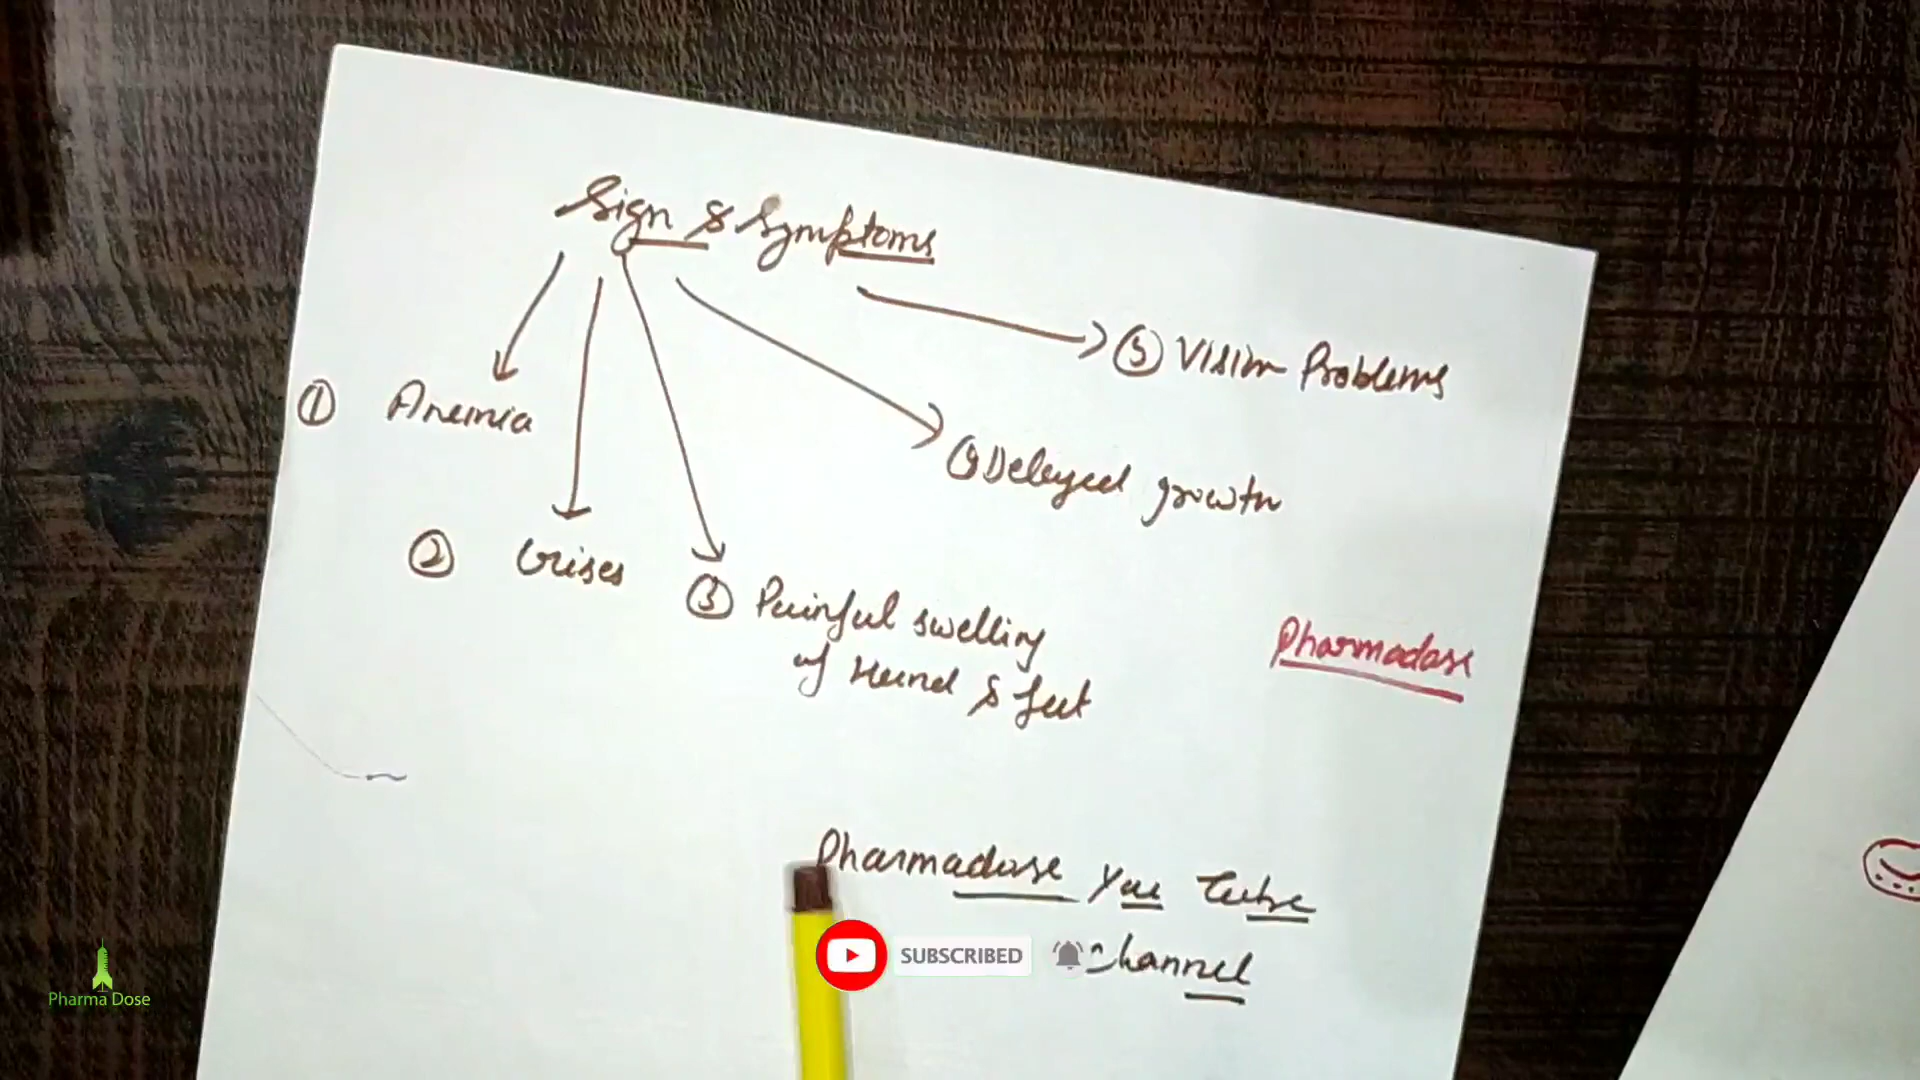 Sign & Symptoms
① Anemia
② Crises
③ Painful swelling
of Hand & feet
④ Delayed growth
⑤ Vision Problems
Pharmadose
Pharmadose You Tube
Channel
SUBSCRIBED
Pharma Dose